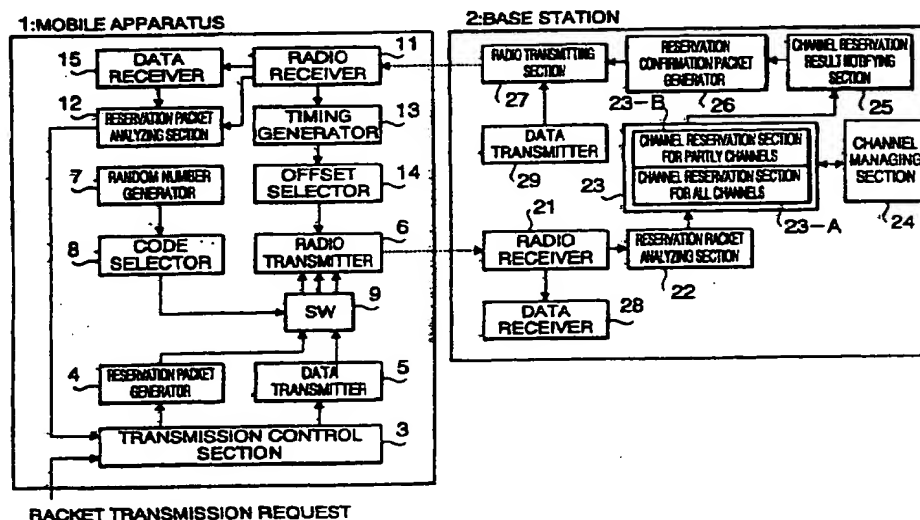 1:MOBILE APPARATUS
15
DATA
RECEIVER
RADIO
RECEIVER
11
12
RESERVATION PACKET
ANALYZING SECTION
TIMING
GENERATOR
13
7
RANDOM NUMBER
GENERATOR
OFFSET
SELECTOR
14
8
CODE
SELECTOR
6
RADIO
TRANSMITTER
SW
9
4
RESERVATION PACKET
GENERATOR
DATA
TRANSMITTER
5
TRANSMISSION CONTROL
SECTION
3
RACKET TRANSMISSION REQUEST
2:BASE STATION
RADIO TRANSMITTING
SECTION
27
RESERVATION
CONFIRMATION PACKET
GENERATOR
26
CHANNEL RESERVATION
RESULT NOTIFYING
SECTION
25
23-B
DATA
TRANSMITTER
29
CHANNEL RESERVATION SECTION
FOR PARTLY CHANNELS
CHANNEL RESERVATION SECTION
FOR ALL CHANNELS
23
23-A
CHANNEL
MANAGING
SECTION
24
21
RADIO
RECEIVER
RESERVATION RACKET
ANALYZING SECTION
22
DATA
RECEIVER
28